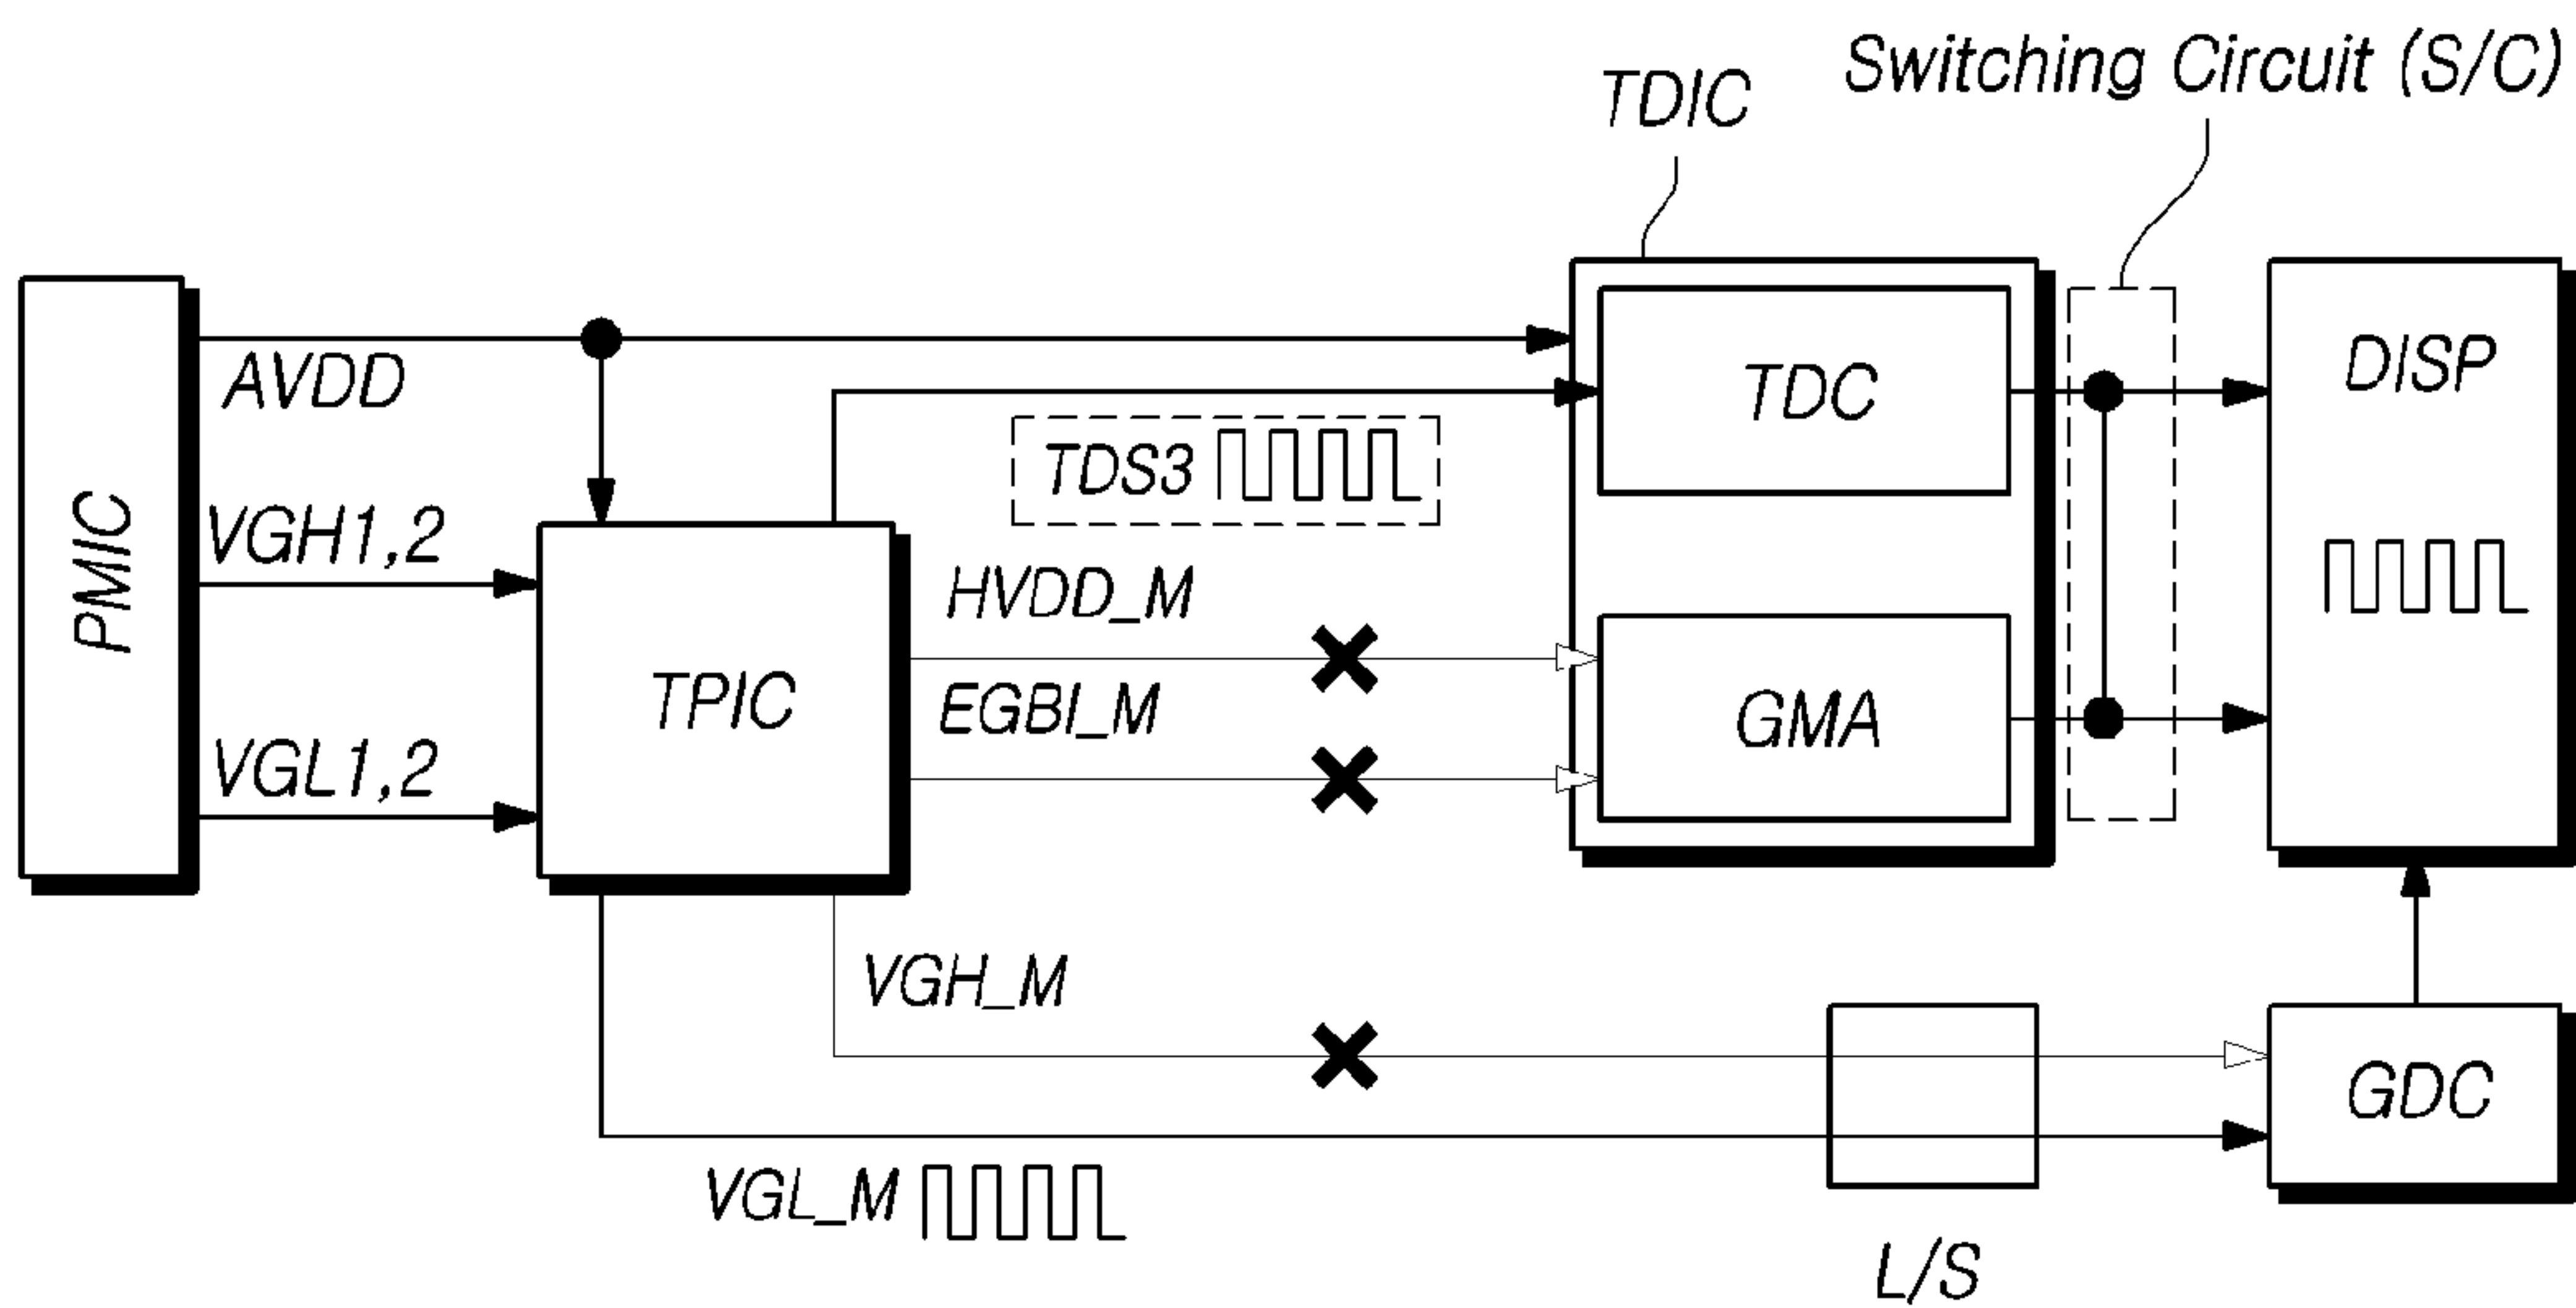 Switching Circuit (S/C)
TDIC
PMIC
AVDD
VGH1,2
VGL1,2
TPIC
TDS3
HVDD_M
EGBI_M
TDC
GMA
DISP
VGH_M
VGL_M
L/S
GDC